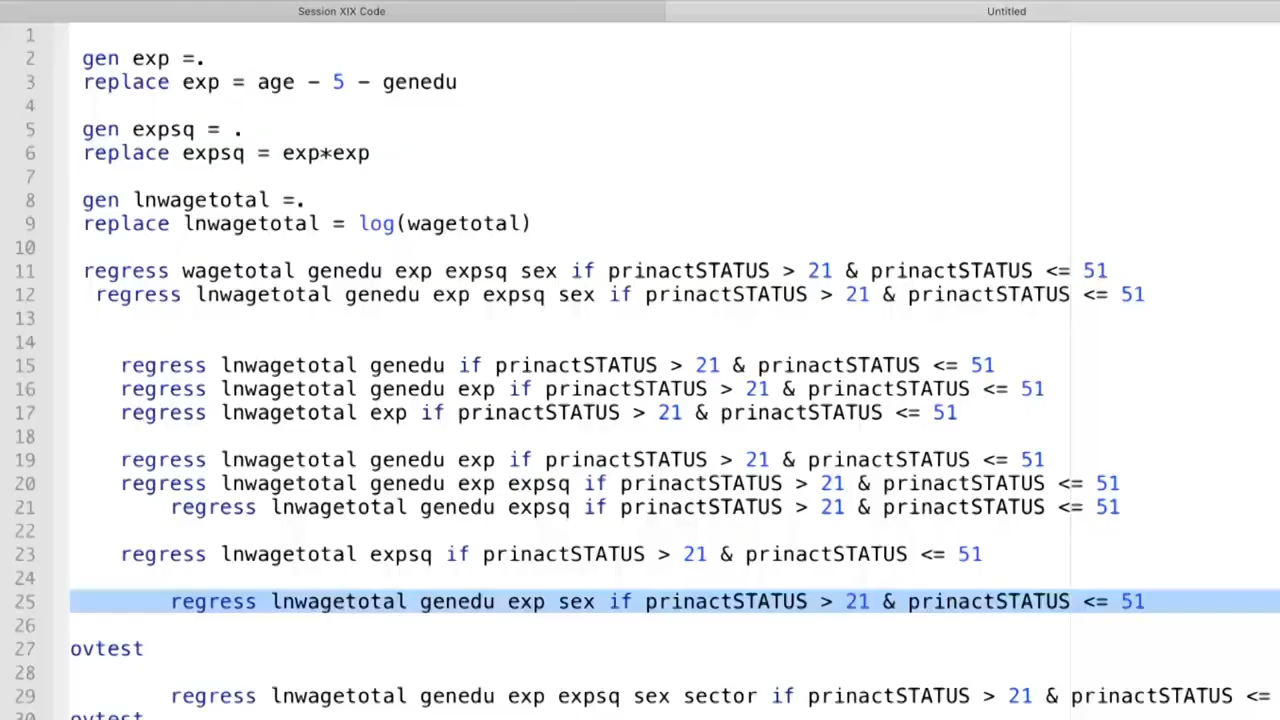 Session XIX Code
Untitled
1
2 gen exp =.
3 replace exp = age - 5 - genedu
4
5 gen expsq = .
6 replace expsq = exp*exp
7
8 gen lnwagetotal =.
9 replace lnwagetotal = log(wagetotal)
10
11 regress wagetotal genedu exp expsq sex if prinactSTATUS > 21 & prinactSTATUS <= 51
12 regress lnwagetotal genedu exp expsq sex if prinactSTATUS > 21 & prinactSTATUS <= 51
13
14
15 regress lnwagetotal genedu if prinactSTATUS > 21 & prinactSTATUS <= 51
16 regress lnwagetotal genedu exp if prinactSTATUS > 21 & prinactSTATUS <= 51
17 regress lnwagetotal exp if prinactSTATUS > 21 & prinactSTATUS <= 51
18
19 regress lnwagetotal genedu exp if prinactSTATUS > 21 & prinactSTATUS <= 51
20 regress lnwagetotal genedu exp expsq if prinactSTATUS > 21 & prinactSTATUS <= 51
21 regress lnwagetotal genedu expsq if prinactSTATUS > 21 & prinactSTATUS <= 51
22
23 regress lnwagetotal expsq if prinactSTATUS > 21 & prinactSTATUS <= 51
24
25 regress lnwagetotal genedu exp sex if prinactSTATUS > 21 & prinactSTATUS <= 51
26
27 ovtest
28
29 regress lnwagetotal genedu exp expsq sex sector if prinactSTATUS > 21 & prinactSTATUS <=
30 ovtest